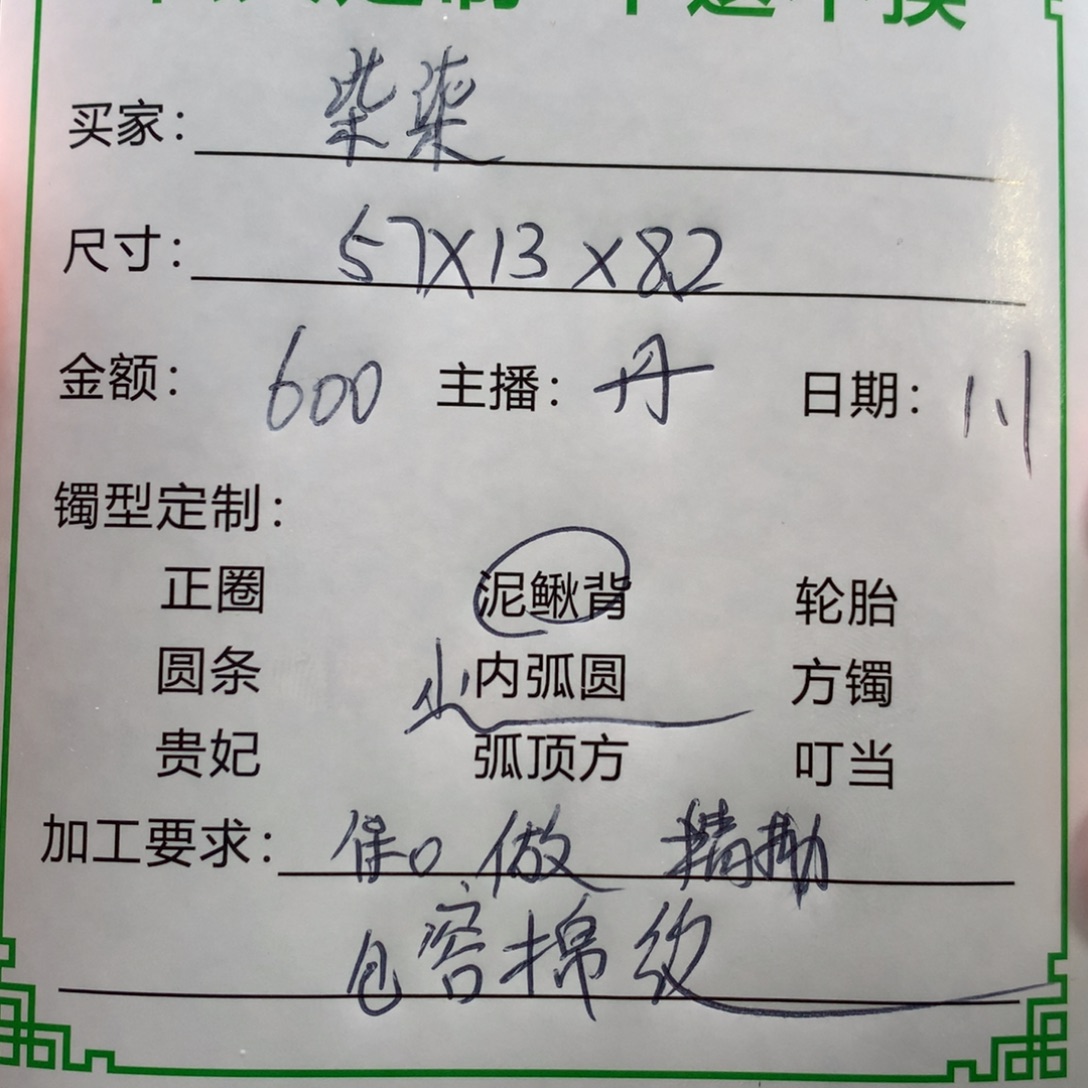 买家：柒柒
尺寸：57X13X8.2
金额：600 主播：丹 日期：1.1
镯型定制：
正圈 泥鳅背 轮胎
圆条 小内弧圆 方镯
贵妃 弧顶方 叮当
加工要求：保口做 精抛
包容棉纹